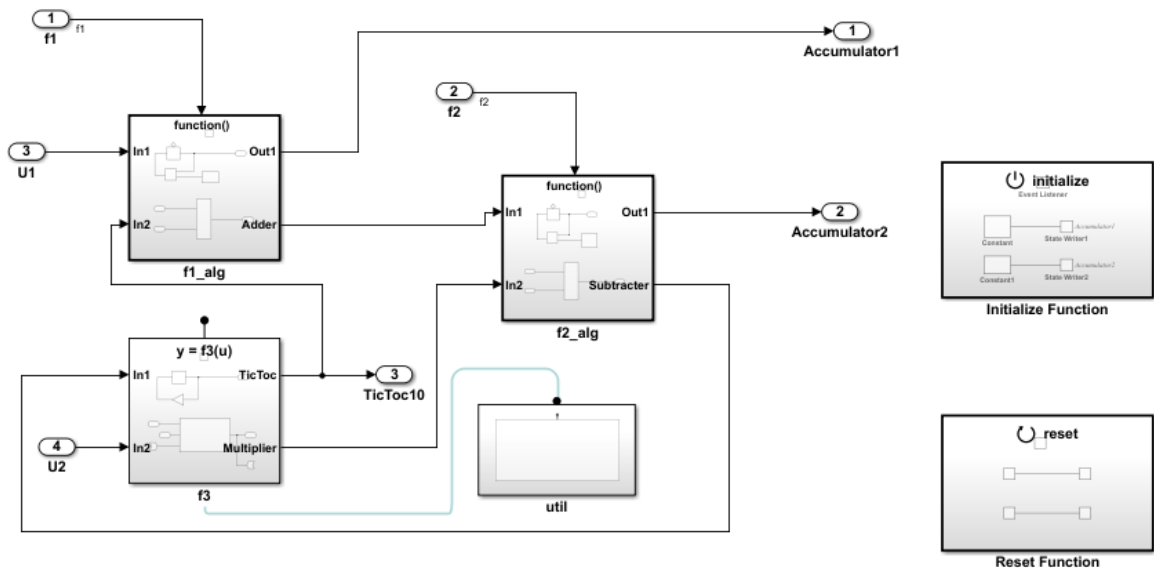 1
f1
f1
1
Accumulator1
2
f2
f2
function()
In1
Out1
3
U1
In2
Adder
f1_alg
function()
In1
Out1
2
Accumulator2
In2
Subtracter
f2_alg
y = f3(u)
In1
TicToc
3
TicToc10
4
U2
In2
Multiplier
f3
f
util
initialize
Event Listener
Constant
Accumulator1
State Writer1
Constant1
Accumulator2
State Writer2
Initialize Function
reset
Reset Function